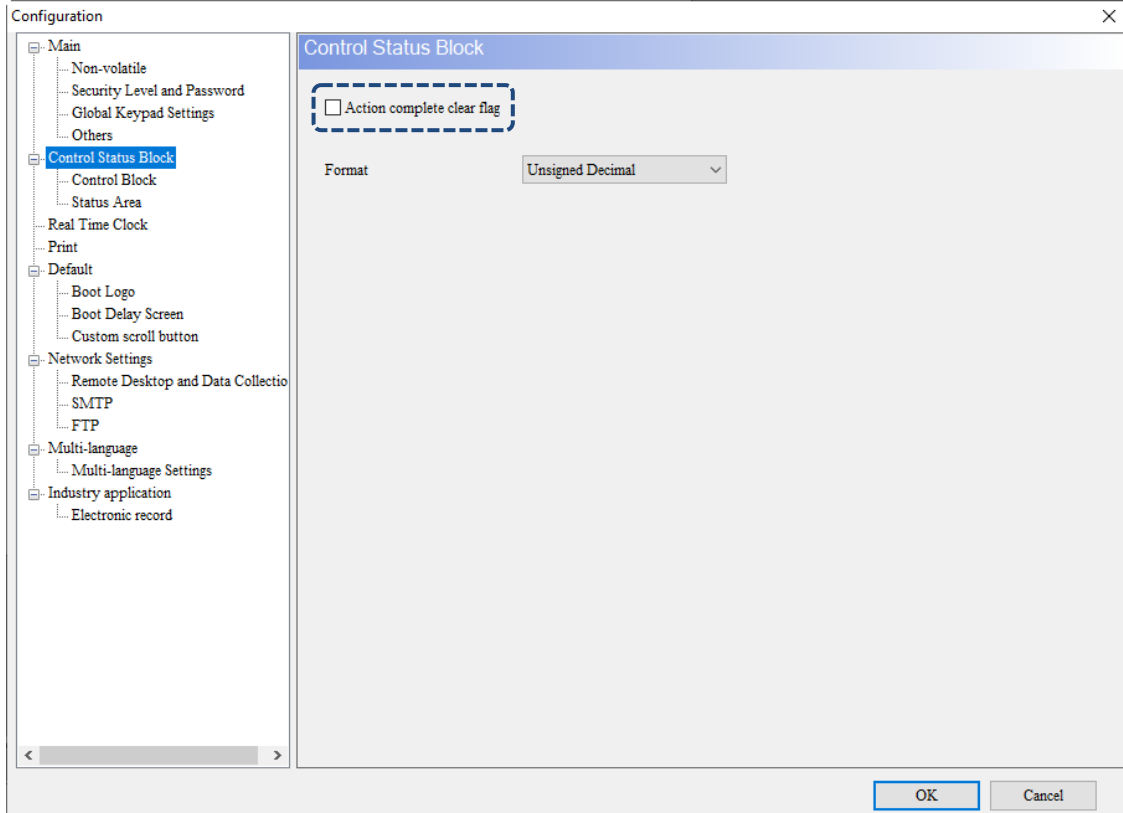 Configuration
Main
Non-volatile
Security Level and Password
Global Keypad Settings
Others
Control Status Block
Control Block
Status Area
Real Time Clock
Print
Default
Boot Logo
Boot Delay Screen
Custom scroll button
Network Settings
Remote Desktop and Data Collectio
SMTP
FTP
Multi-language
Multi-language Settings
Industry application
Electronic record
Control Status Block
Action complete clear flag
Format Unsigned Decimal
OK Cancel